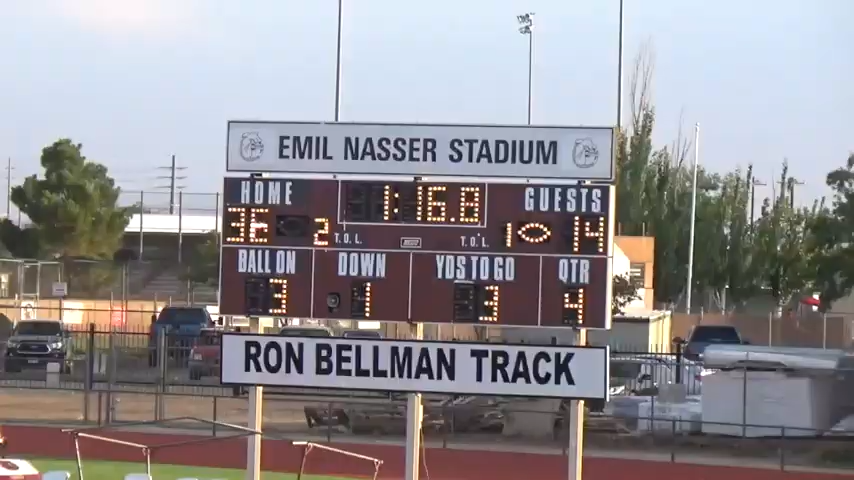 EMIL NASSER STADIUM
HOME 1:16.8 GUESTS
36 2 T.O.L. T.O.L. 1 14
BALL ON DOWN YDS TO GO QTR
3 1 3 4
RON BELLMAN TRACK